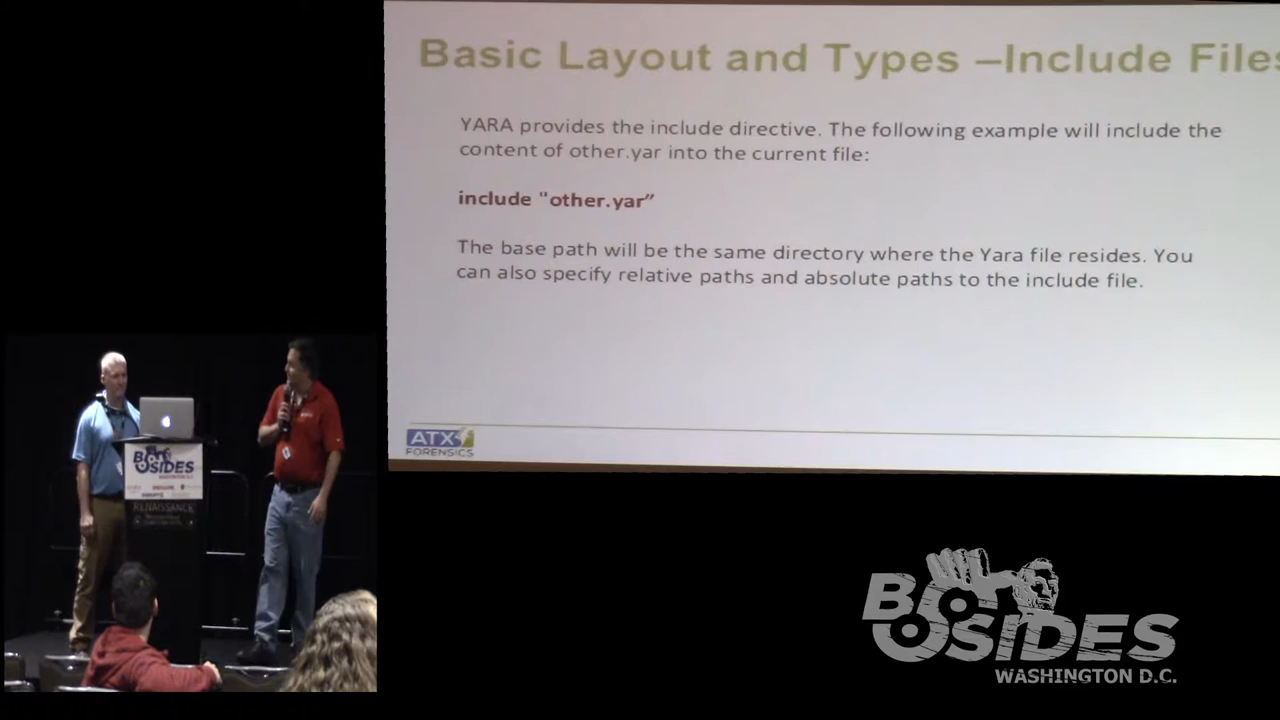 Basic Layout and Types –Include Files
YARA provides the include directive. The following example will include the
content of other.yar into the current file:
include "other.yar”
The base path will be the same directory where the Yara file resides. You
can also specify relative paths and absolute paths to the include file.
ATX
FORENSICS
BSIDES
WASHINGTON D.C.
RENAISSANCE
BSIDES
WASHINGTON D.C.